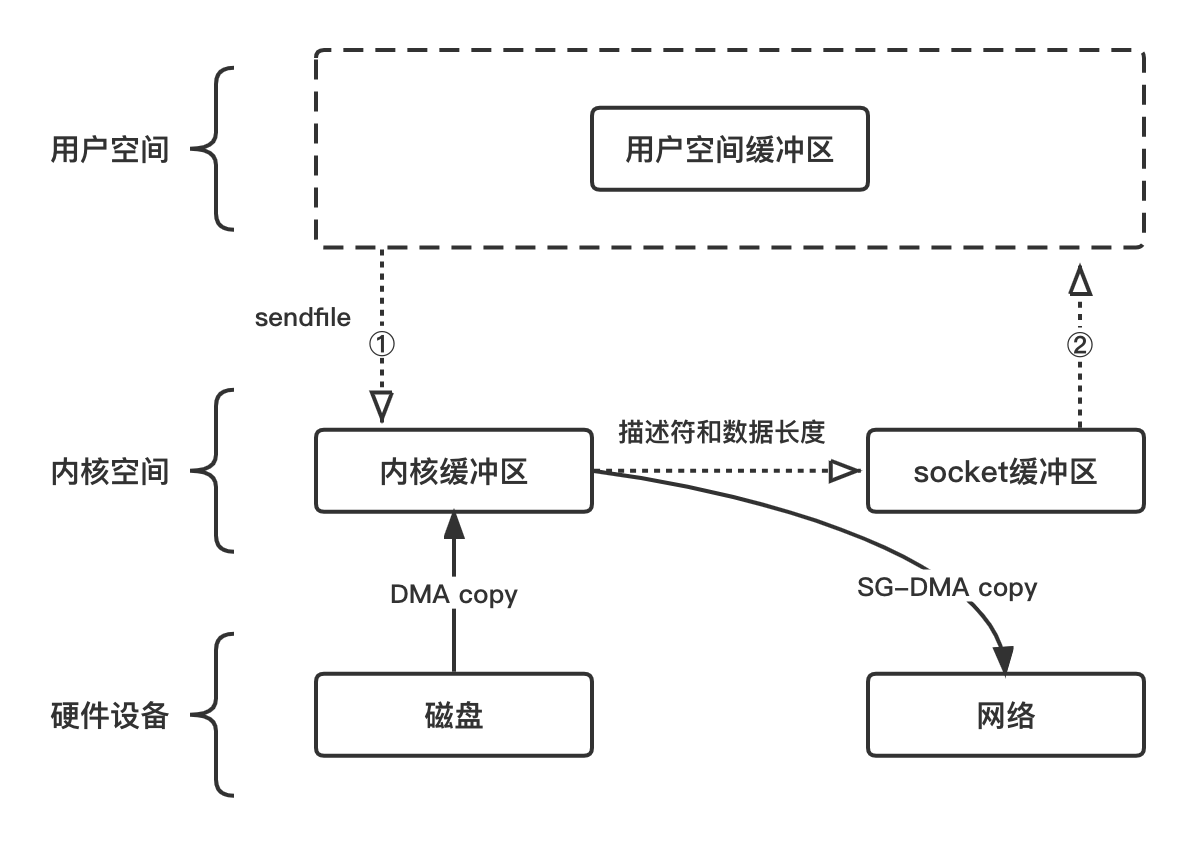 用户空间
用户空间缓冲区
sendfile
①
②
描述符和数据长度
内核空间
内核缓冲区
socket缓冲区
DMA copy
SG-DMA copy
硬件设备
磁盘
网络